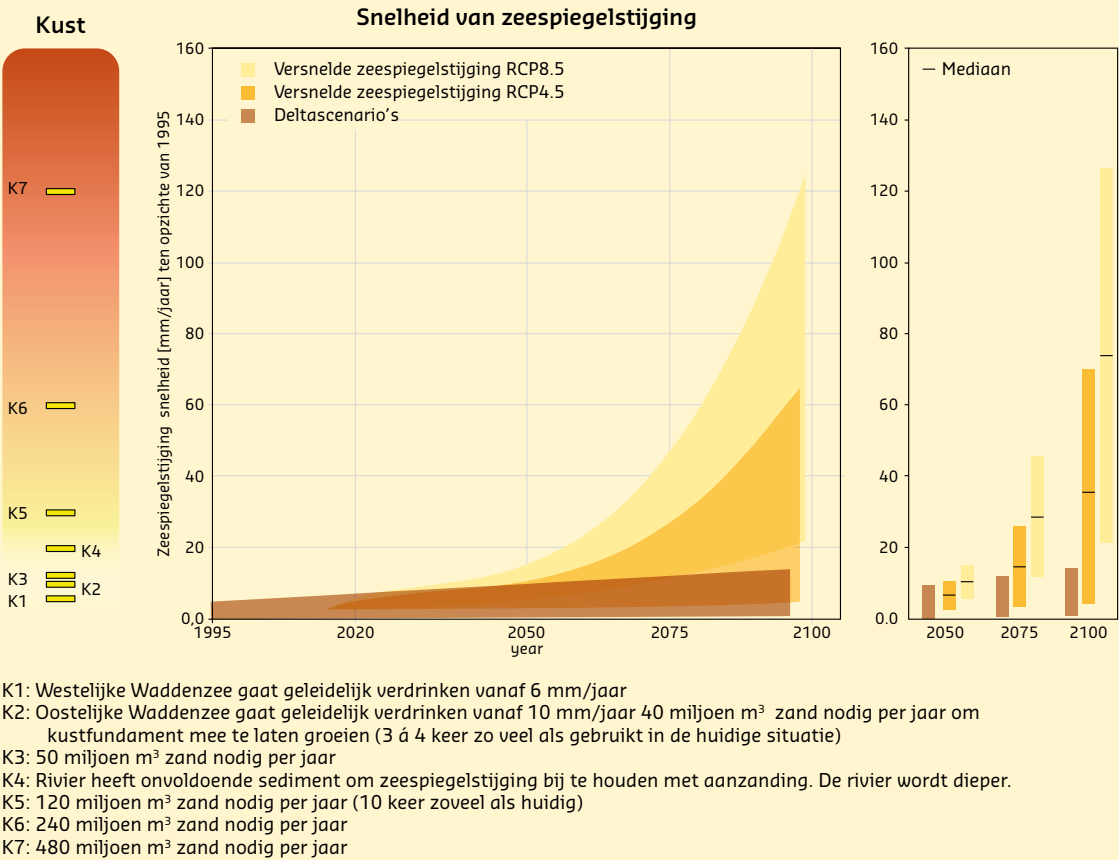 Kust
K7
K6
K5
K4
K3
K2
K1
Snelheid van zeespiegelstijging
Zeespiegelstijging snelheid [mm/jaar] ten opzichte van 1995
160
140
120
100
80
60
40
20
0.0
Versnelde zeespiegelstijging RCP8.5
Versnelde zeespiegelstijging RCP4.5
Deltascenario's
1995 2020 2050 2075 2100
year
160
140
120
100
80
60
40
20
0.0
– Mediaan
2050 2075 2100
K1: Westelijke Waddenzee gaat geleidelijk verdrinken vanaf 6 mm/jaar
K2: Oostelijke Waddenzee gaat geleidelijk verdrinken vanaf 10 mm/jaar 40 miljoen m³ zand nodig per jaar om
kustfundament mee te laten groeien (3 á 4 keer zo veel als gebruikt in de huidige situatie)
K3: 50 miljoen m³ zand nodig per jaar
K4: Rivier heeft onvoldoende sediment om zeespiegelstijging bij te houden met aanzanding. De rivier wordt dieper.
K5: 120 miljoen m³ zand nodig per jaar (10 keer zoveel als huidig)
K6: 240 miljoen m³ zand nodig per jaar
K7: 480 miljoen m³ zand nodig per jaar